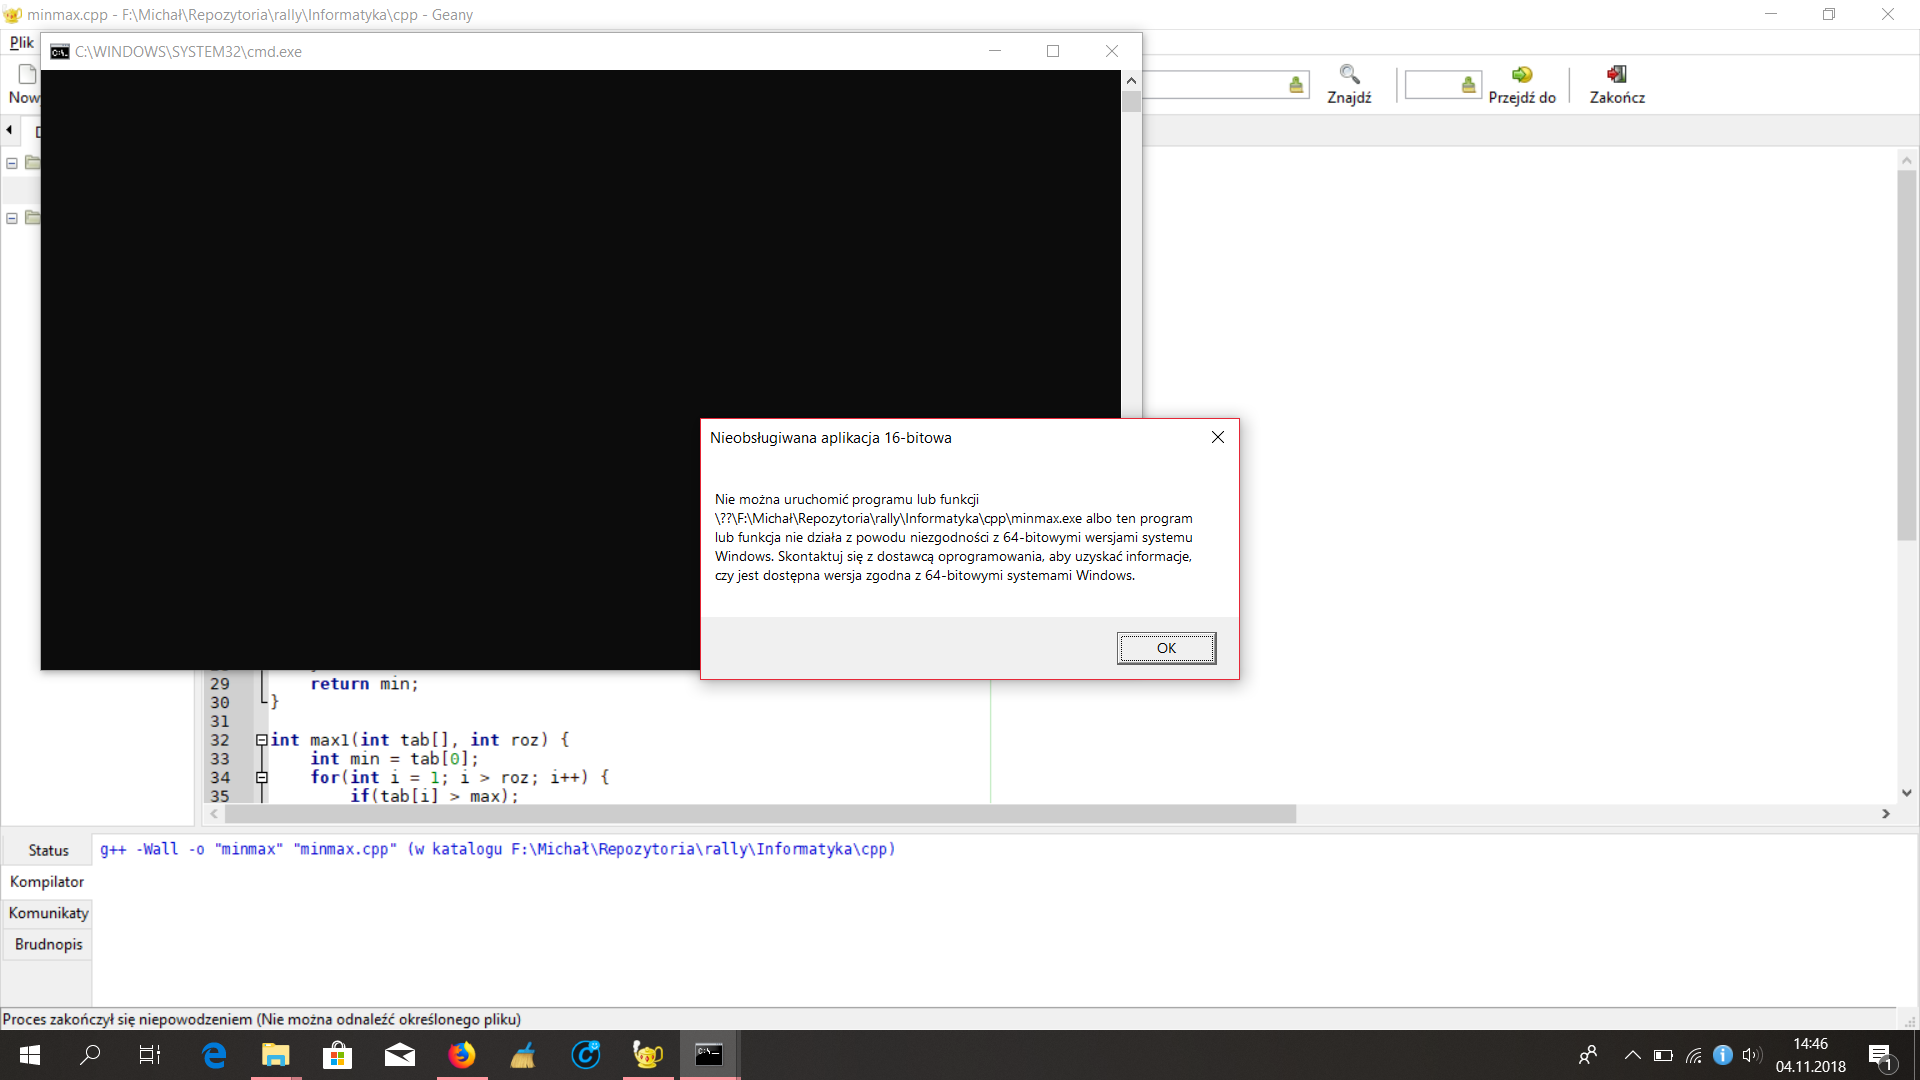 minmax.cpp - F:\Michał\Repozytoria\rally\Informatyka\cpp - Geany
Plik
C:\WINDOWS\SYSTEM32\cmd.exe
Nowy
Znajdź
Przejdź do
Zakończ
Nieobsługiwana aplikacja 16-bitowa
Nie można uruchomić programu lub funkcji
\??\F:\Michał\Repozytoria\rally\Informatyka\cpp\minmax.exe albo ten program
lub funkcja nie działa z powodu niezgodności z 64-bitowymi wersjami systemu
Windows. Skontaktuj się z dostawcą oprogramowania, aby uzyskać informacje,
czy jest dostępna wersja zgodna z 64-bitowymi systemami Windows.
OK
29 return min;
30 }
31
32 int max1(int tab[], int roz) {
33 int min = tab[0];
34 for(int i = 1; i > roz; i++) {
35 if(tab[i] > max);
Status
Kompilator
Komunikaty
Brudnopis
g++ -Wall -o "minmax" "minmax.cpp" (w katalogu F:\Michał\Repozytoria\rally\Informatyka\cpp)
Proces zakończył się niepowodzeniem (Nie można odnaleźć określonego pliku)
14:46
04.11.2018
1